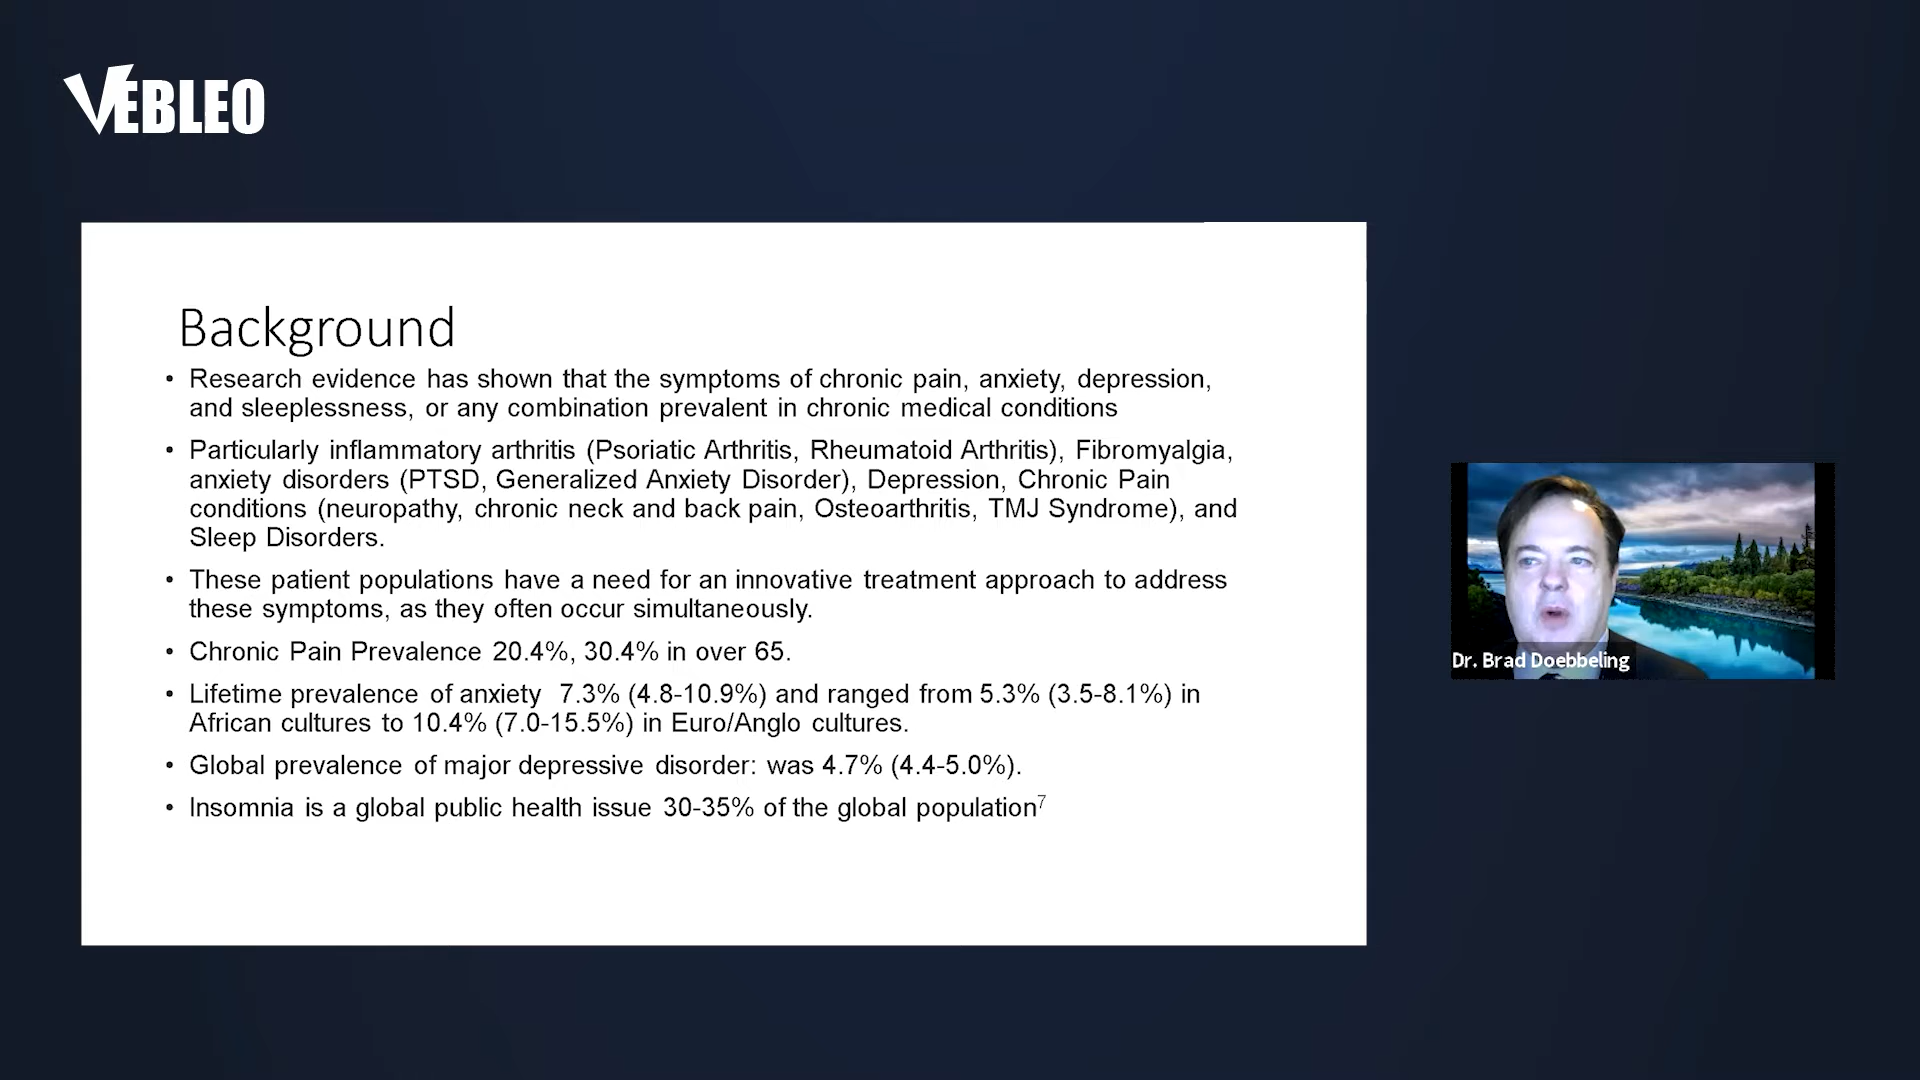 VEBLEO
Background
• Research evidence has shown that the symptoms of chronic pain, anxiety, depression,
and sleeplessness, or any combination prevalent in chronic medical conditions
• Particularly inflammatory arthritis (Psoriatic Arthritis, Rheumatoid Arthritis), Fibromyalgia,
anxiety disorders (PTSD, Generalized Anxiety Disorder), Depression, Chronic Pain
conditions (neuropathy, chronic neck and back pain, Osteoarthritis, TMJ Syndrome), and
Sleep Disorders.
• These patient populations have a need for an innovative treatment approach to address
these symptoms, as they often occur simultaneously.
• Chronic Pain Prevalence 20.4%, 30.4% in over 65.
• Lifetime prevalence of anxiety  7.3% (4.8-10.9%) and ranged from 5.3% (3.5-8.1%) in
African cultures to 10.4% (7.0-15.5%) in Euro/Anglo cultures.
• Global prevalence of major depressive disorder: was 4.7% (4.4-5.0%).
• Insomnia is a global public health issue 30-35% of the global population⁷
Dr. Brad Doebbeling